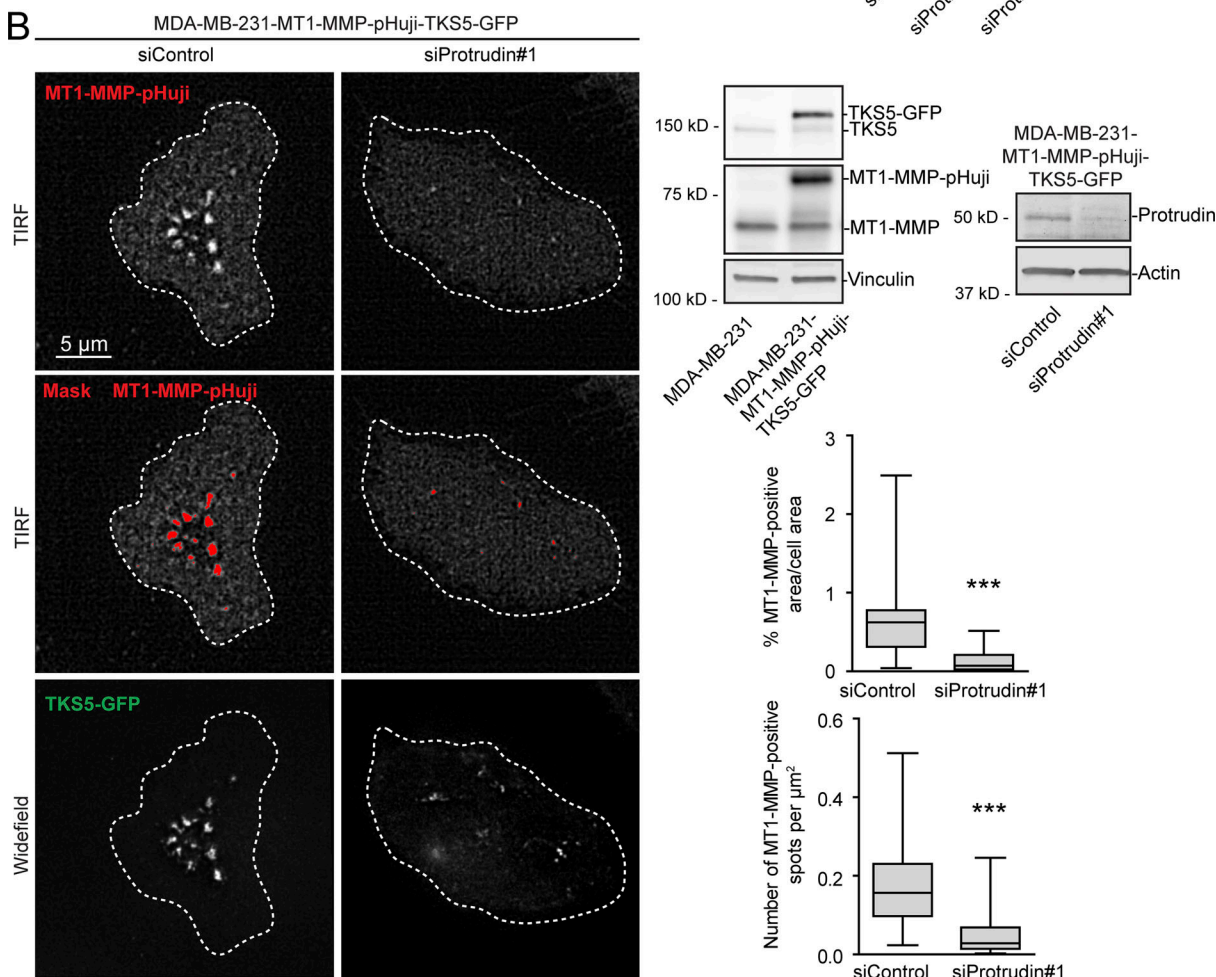 B
MDA-MB-231-MT1-MMP-pHuji-TKS5-GFP
siControl
siProtrudin#1
MT1-MMP-pHuji
TIRF
5 µm
Mask MT1-MMP-pHuji
TIRF
TKS5-GFP
Widefield
150 kD -
-TKS5-GFP
-TKS5
75 kD -
-MT1-MMP-pHuji
-MT1-MMP
-Vinculin
100 kD -
MDA-MB-231
MDA-MB-231-
MT1-MMP-pHuji-
TKS5-GFP
MDA-MB-231-
MT1-MMP-pHuji-
TKS5-GFP
50 kD -
-Protrudin
-Actin
37 kD -
siControl
siProtrudin#1
% MT1-MMP-positive
area/cell area
3
2
1
0
***
siControl
siProtrudin#1
Number of MT1-MMP-positive
spots per µm²
0.6
0.4
0.2
0.0
***
siControl
siProtrudin#1